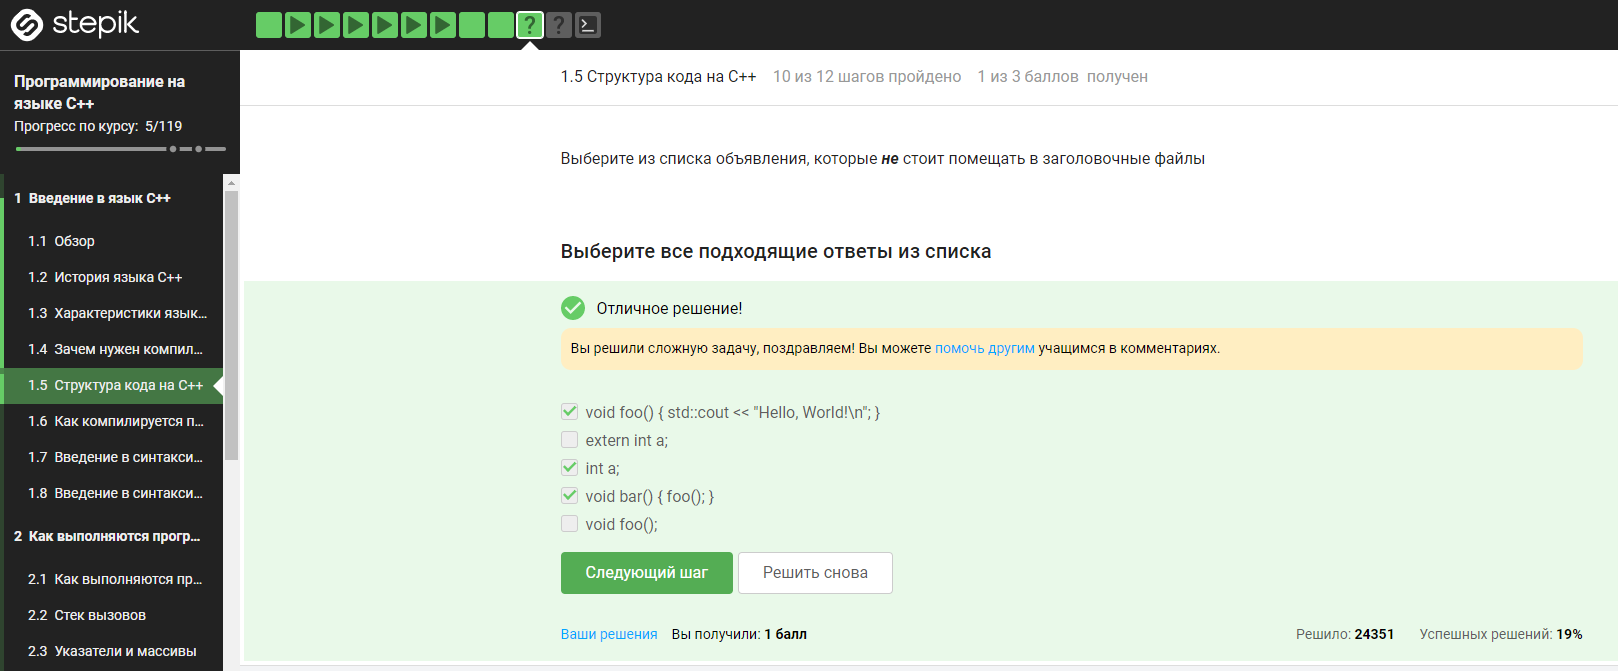 stepik
Программирование на
языке C++
Прогресс по курсу: 5/119
1 Введение в язык C++
1.1 Обзор
1.2 История языка C++
1.3 Характеристики язык...
1.4 Зачем нужен компил...
1.5 Структура кода на C++
1.6 Как компилируется п...
1.7 Введение в синтакси...
1.8 Введение в синтакси...
2 Как выполняются прогр...
2.1 Как выполняются пр...
2.2 Стек вызовов
2.3 Указатели и массивы
? ?
1.5 Структура кода на C++ 10 из 12 шагов пройдено 1 из 3 баллов получен
Выберите из списка объявления, которые не стоит помещать в заголовочные файлы
Выберите все подходящие ответы из списка
Отличное решение!
Вы решили сложную задачу, поздравляем! Вы можете помочь другим учащимся в комментариях.
void foo() { std::cout << "Hello, World!\n"; }
extern int a;
int a;
void bar() { foo(); }
void foo();
Следующий шаг Решить снова
Ваши решения Вы получили: 1 балл Решило: 24351 Успешных решений: 19%